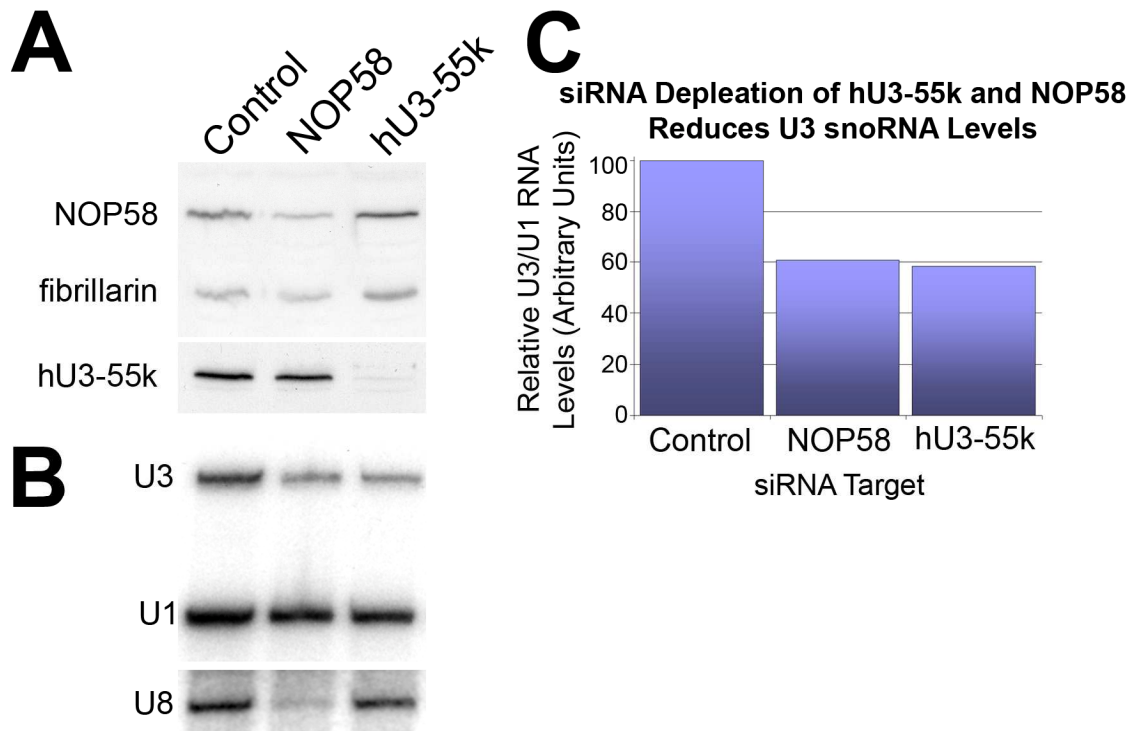 A
Control
NOP58
hU3-55k
NOP58
fibrillarin
hU3-55k
B
U3
U1
U8
C
siRNA Depleation of hU3-55k and NOP58
Reduces U3 snoRNA Levels
Relative U3/U1 RNA
Levels (Arbitrary Units)
100
80
60
40
20
0
Control
NOP58
hU3-55k
siRNA Target